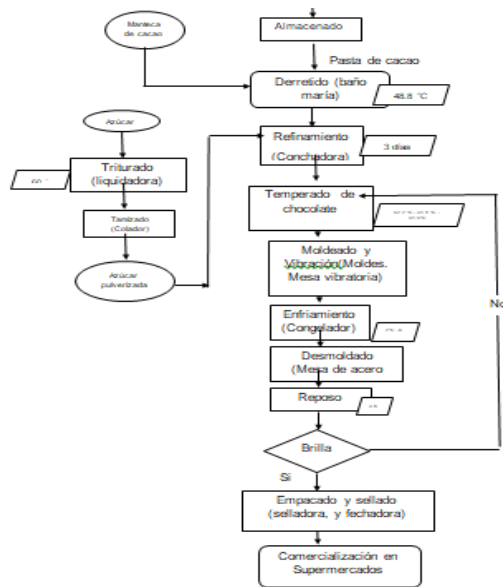 Manteca
de cacao
Almacenado
Pasta de cacao
Derretido (baño
maría)
48.8 °C
Azúcar
Refinamiento
(Conchadora)
3 días
Triturado
(liquidadora)
Tamizado
(Colador)
Azúcar
pulverizada
Temperado de
chocolate
Moldeado y
Vibración(Moldes.
Mesa vibratoria)
No
Enfriamiento
(Congelador)
Desmoldado
(Mesa de acero
Reposo
Brilla
Sí
Empacado y sellado
(selladora, y fechadora)
Comercialización en
Supermercados